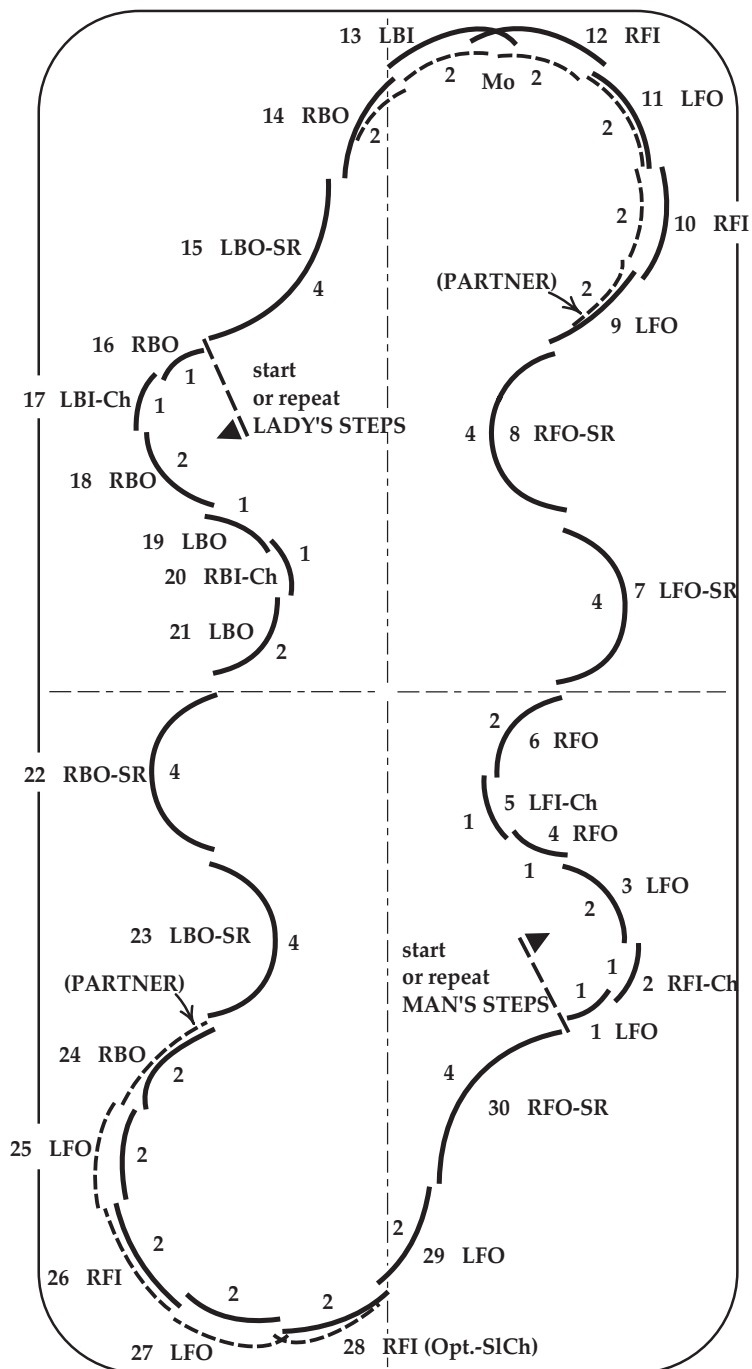 13 LBI
12 RFI
2 Mo 2
11 LFO
14 RBO
2
2
15 LBO-SR
2
10 RFI
4
(PARTNER)
2
9 LFO
16 RBO
1
start
or repeat
LADY'S STEPS
17 LBI-Ch
1
4
8 RFO-SR
18 RBO
2
1
19 LBO
1
20 RBI-Ch
21 LBO
2
4
7 LFO-SR
2
6 RFO
22 RBO-SR
4
5 LFI-Ch
1
4 RFO
1
3 LFO
2
23 LBO-SR
4
start
or repeat
MAN'S STEPS
1
2 RFI-Ch
1
1 LFO
(PARTNER)
24 RBO
2
4
30 RFO-SR
25 LFO
2
2
29 LFO
26 RFI
2
2
2
27 LFO
28 RFI (Opt.-SlCh)